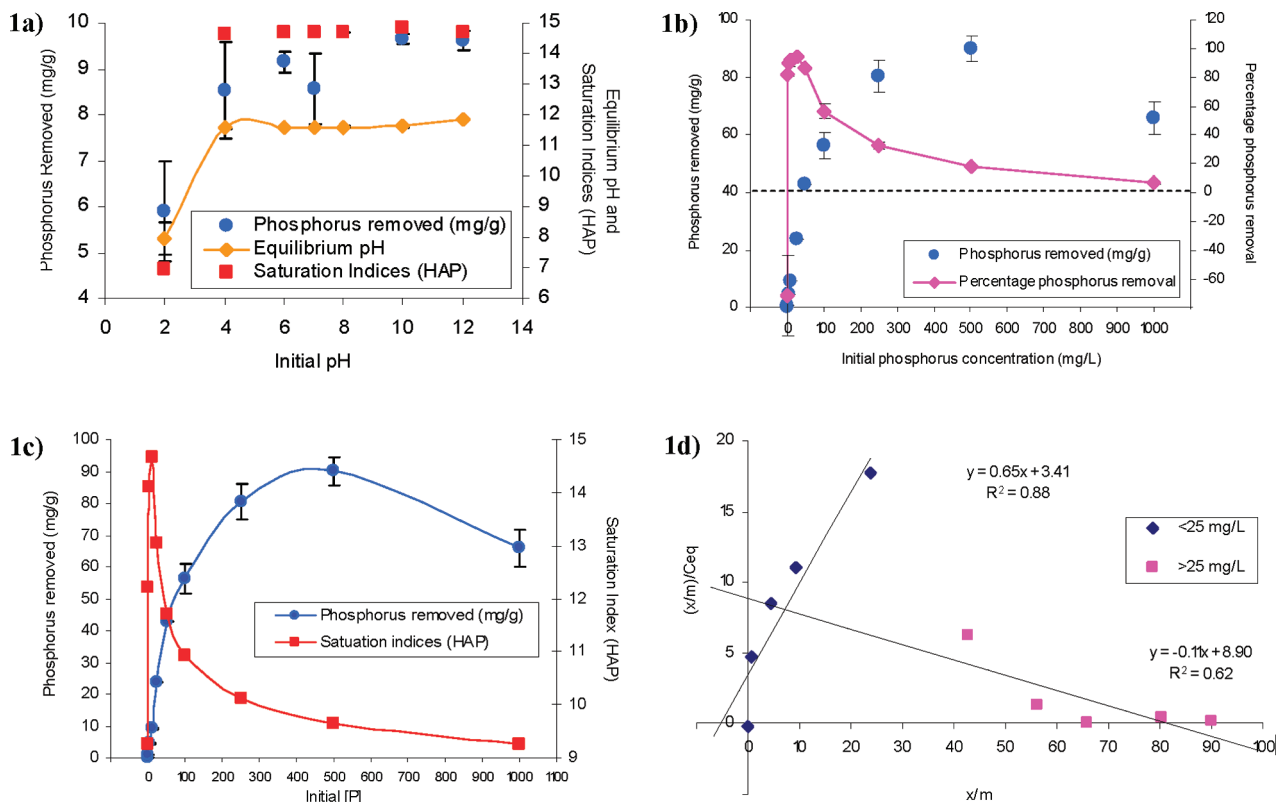 1a)
Phosphorus Removed (mg/g)
10
9
8
7
6
5
4
15
14
13
12
11
10
9
8
7
6
Equilibrium pH and
Saturation Indices (HAP)
Phosphorus removed (mg/g)
Equilibrium pH
Saturation Indices (HAP)
0 2 4 6 8 10 12 14
Initial pH
1b)
Phosphorus removed (mg/g)
100
80
60
40
20
0
120
100
80
60
40
20
0
-20
-40
-60
Percentage phosphorus removal
Phosphorus removed (mg/g)
Percentage phosphorus removal
0 100 200 300 400 500 600 700 800 900 1000
Initial phosphorus concentration (mg/L)
1c)
Phosphorus removed (mg/g)
100
90
80
70
60
50
40
30
20
10
0
15
14
13
12
11
10
9
Saturation Index (HAP)
Phosphorus removed (mg/g)
Satuation indices (HAP)
0 100 200 300 400 500 600 700 800 900 1000 1100
Initial [P]
1d)
(x/m)/Ceq
20
15
10
5
0
y = 0.65x + 3.41
R² = 0.88
<25 mg/L
>25 mg/L
y = -0.11x + 8.90
R² = 0.62
0 10 20 30 40 50 60 70 80 90 100
x/m